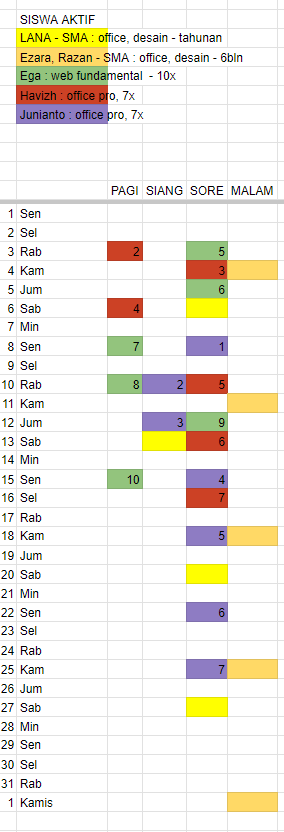 SISWA AKTIF
LANA - SMA : office, desain - tahunan
Ezara, Razan - SMA : office, desain - 6bln
Ega : web fundamental - 10x
Havizh : office pro, 7x
Junianto : office pro, 7x
PAGI SIANG SORE MALAM
1 Sen
2 Sel
3 Rab 2 5
4 Kam 3
5 Jum 6
6 Sab 4
7 Min
8 Sen 7 1
9 Sel
10 Rab 8 2 5
11 Kam
12 Jum 3 9
13 Sab 6
14 Min
15 Sen 10 4
16 Sel 7
17 Rab
18 Kam 5
19 Jum
20 Sab
21 Min
22 Sen 6
23 Sel
24 Rab
25 Kam 7
26 Jum
27 Sab
28 Min
29 Sen
30 Sel
31 Rab
1 Kamis